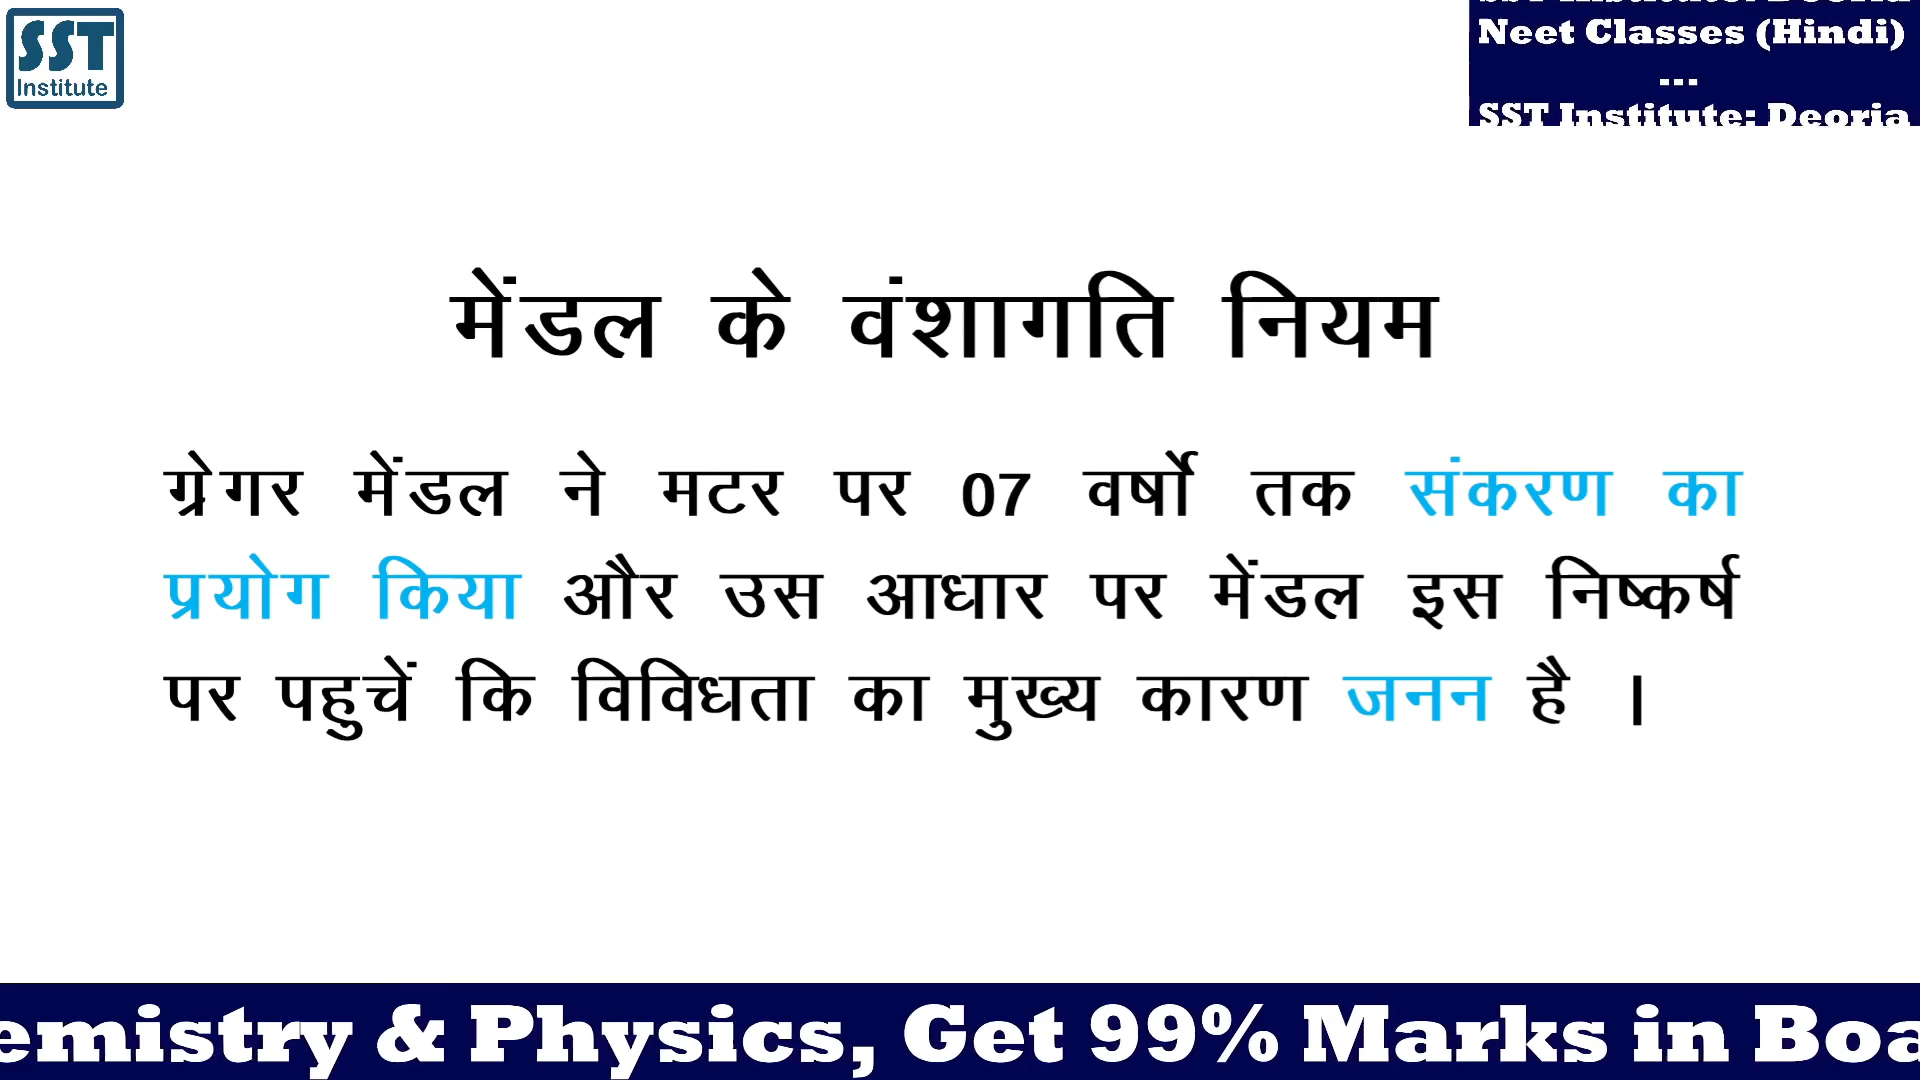 SST
Institute
Neet Classes (Hindi)
...
SST Institute: Deoria
मेंडल के वंशागति नियम
ग्रेगर मेंडल ने मटर पर 07 वर्षो तक संकरण का
प्रयोग किया और उस आधार पर मेंडल इस निष्कर्ष
पर पहुचें कि विविधता का मुख्य कारण जनन है ।
emistry & Physics, Get 99% Marks in Boa